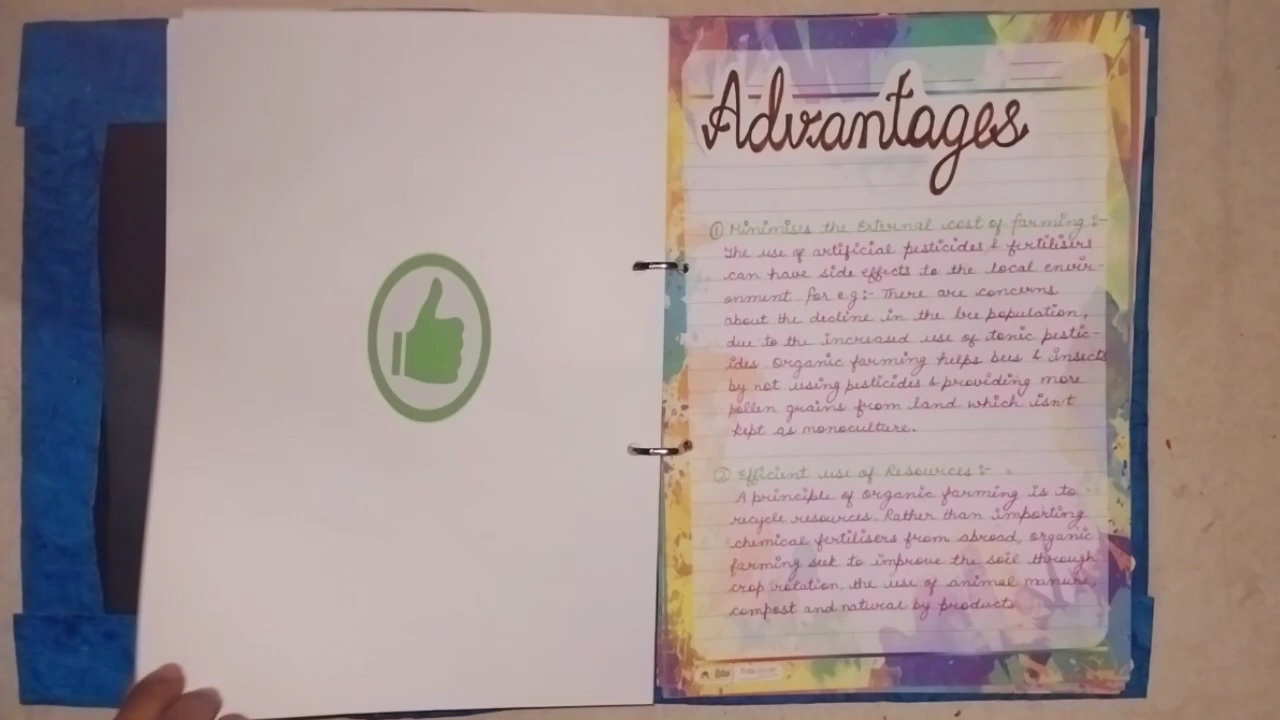 Advantages
① Minimises the External cost of farming :-
The use of artificial pesticides & fertilisers
can have side effects to the local envir-
onment for e.g :- There are concerns
about the decline in the bee population,
due to the increased use of tonic pestic-
ides. Organic farming helps bees & insects
by not using pesticides & providing more
pollen grains from land which isn't
kept as monoculture.
② Efficient use of Resources :-
A principle of organic farming is to
recycle resources. Rather than importing
chemical fertilisers from abroad, organic
farming seek to improve the soil through
crop rotation, the use of animal manure,
compost and natural by products.